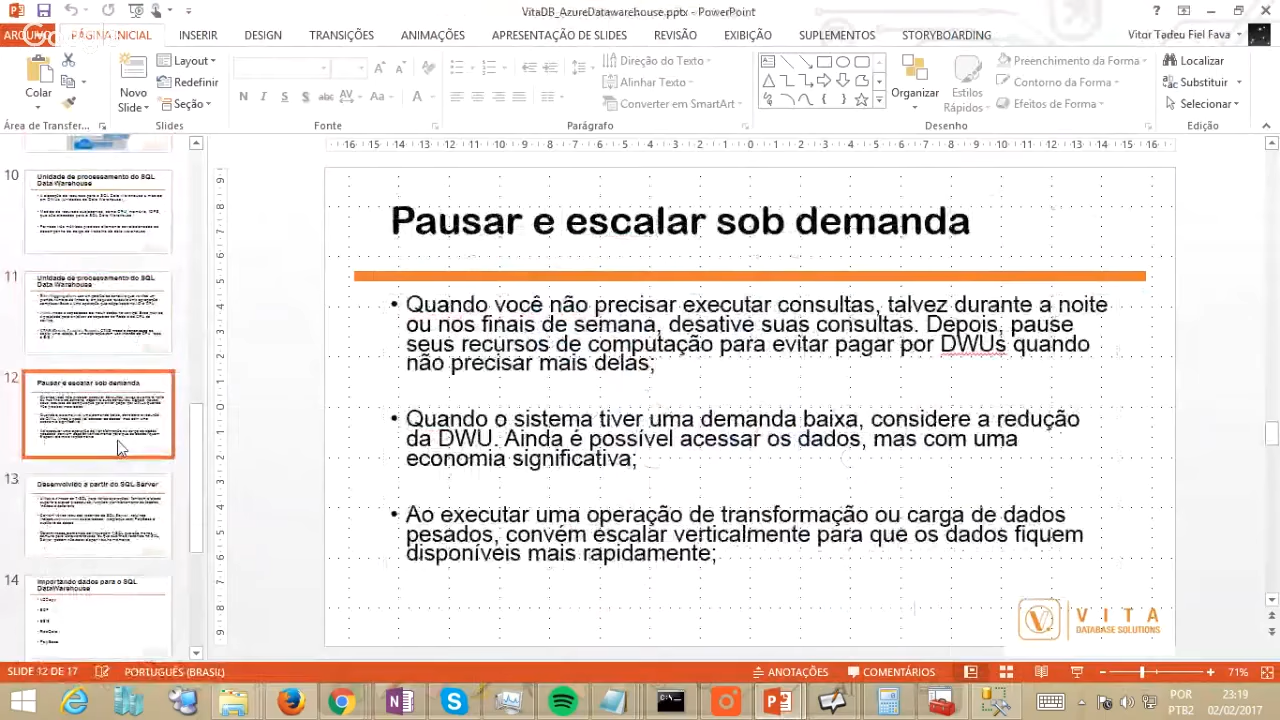 VitaDB_AzureDatawarehouse.pptx - PowerPoint
ARQUIVO PÁGINA INICIAL INSERIR DESIGN TRANSIÇÕES ANIMAÇÕES APRESENTAÇÃO DE SLIDES REVISÃO EXIBIÇÃO SUPLEMENTOS STORYBOARDING Vitor Tadeu Fiel Fava
Colar
Novo Slide
Layout
Redefinir
Seção
Direção do Texto
Alinhar Texto
Converter em SmartArt
Organizar
Estilos Rápidos
Preenchimento da Forma
Contorno da Forma
Efeitos de Forma
Localizar
Substituir
Selecionar
Área de Transfer... Slides Fonte Parágrafo Desenho Edição
10
Unidade de processamento do SQL
Data Warehouse
11
Unidade de processamento do SQL
Data Warehouse
12
Pausar e escalar sob demanda
13
Desenvolvido a partir do SQL Server
14
Importando dados para o SQL
DataWarehouse
Pausar e escalar sob demanda
• Quando você não precisar executar consultas, talvez durante a noite
ou nos finais de semana, desative suas consultas. Depois, pause
seus recursos de computação para evitar pagar por DWUs quando
não precisar mais delas;
• Quando o sistema tiver uma demanda baixa, considere a redução
da DWU. Ainda é possível acessar os dados, mas com uma
economia significativa;
• Ao executar uma operação de transformação ou carga de dados
pesados, convém escalar verticalmente para que os dados fiquem
disponíveis mais rapidamente;
VITA
DATABASE SOLUTIONS
SLIDE 12 DE 17 PORTUGUÊS (BRASIL) ANOTAÇÕES COMENTÁRIOS 71%
POR 23:19
PTB2 02/02/2017